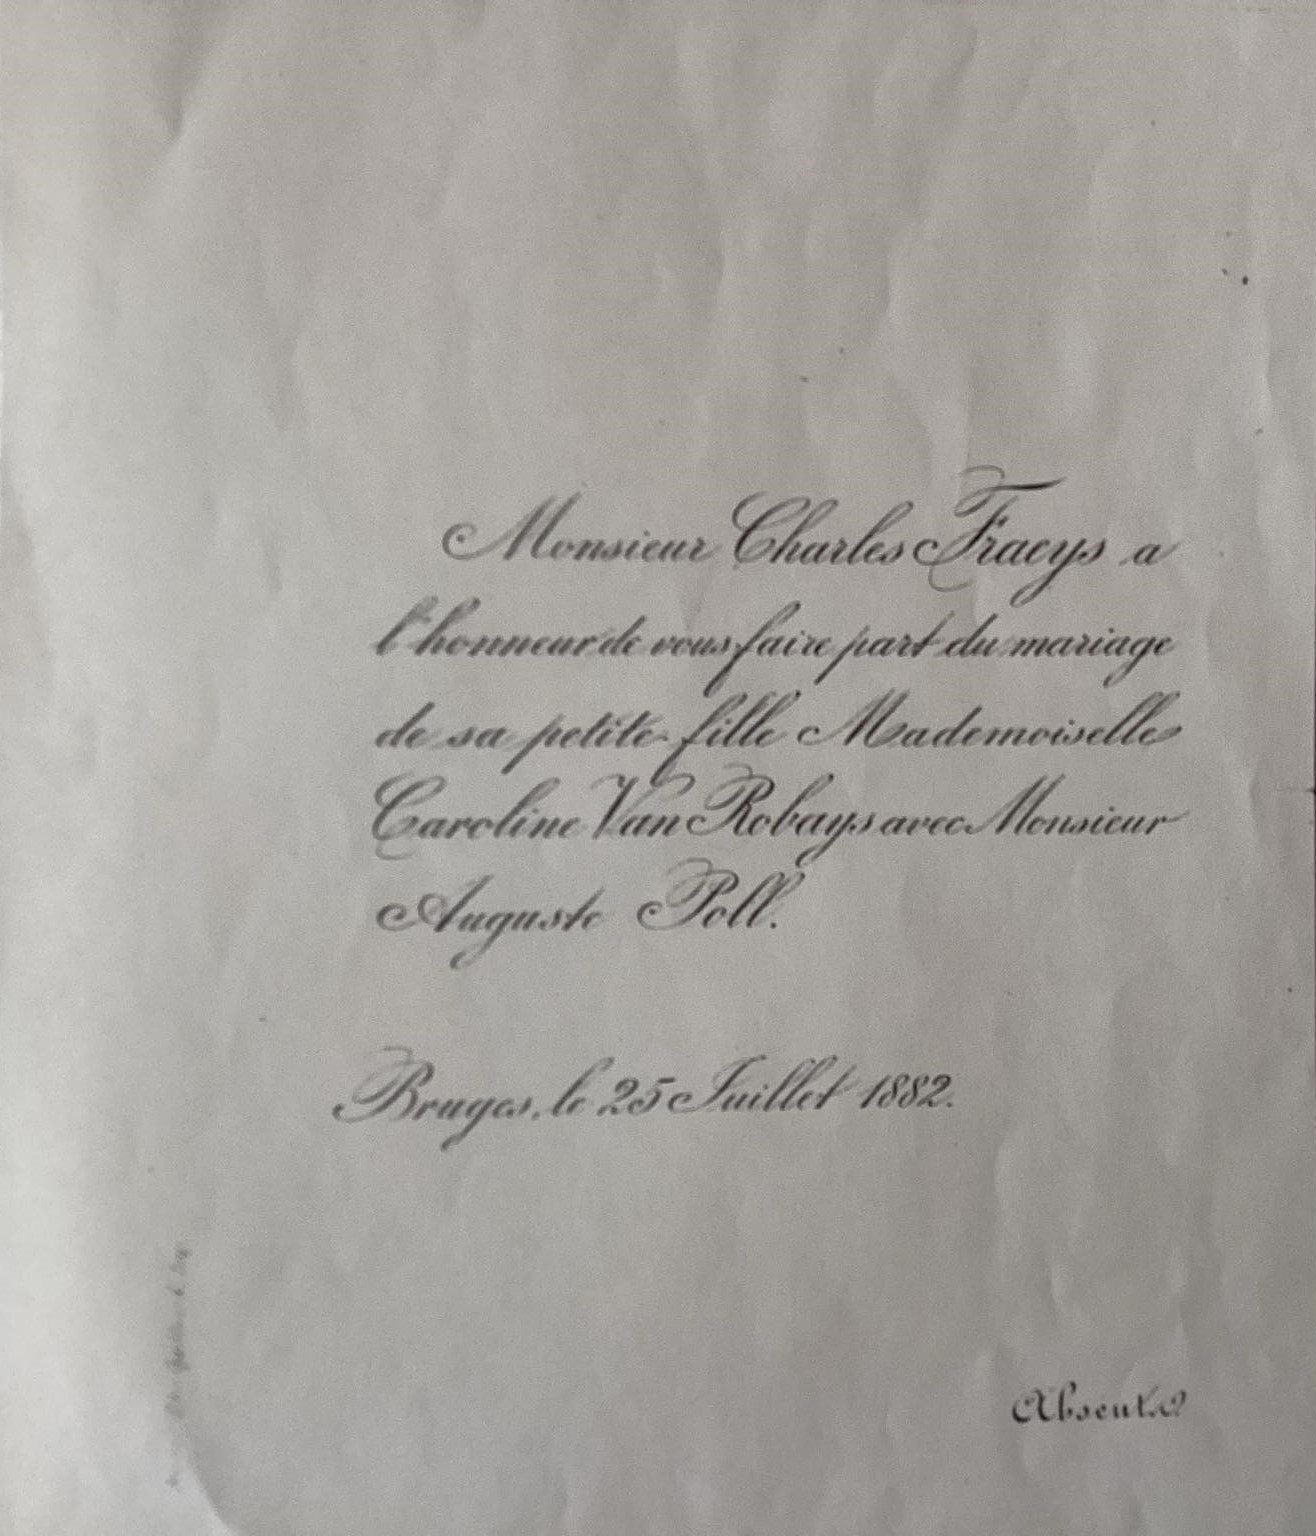 Monsieur Charles Fraeys a
l'honneur de vous faire part du mariage
de sa petite fille Mademoiselle
Caroline Van Robays avec Monsieur
Auguste Poll.
Bruges, le 25 Juillet 1882.
Absents